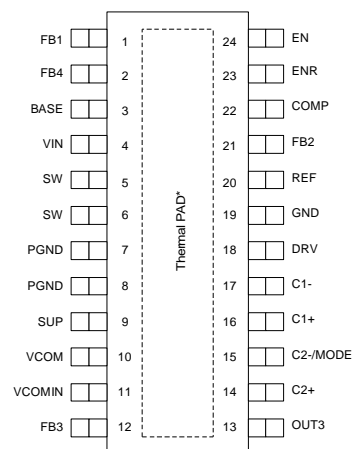 FB1 1 24 EN
FB4 2 23 ENR
BASE 3 22 COMP
VIN 4 21 FB2
SW 5 20 REF
SW 6 19 GND
PGND 7 18 DRV
PGND 8 17 C1-
SUP 9 16 C1+
VCOM 10 15 C2-/MODE
VCOMIN 11 14 C2+
FB3 12 13 OUT3
Thermal PAD*